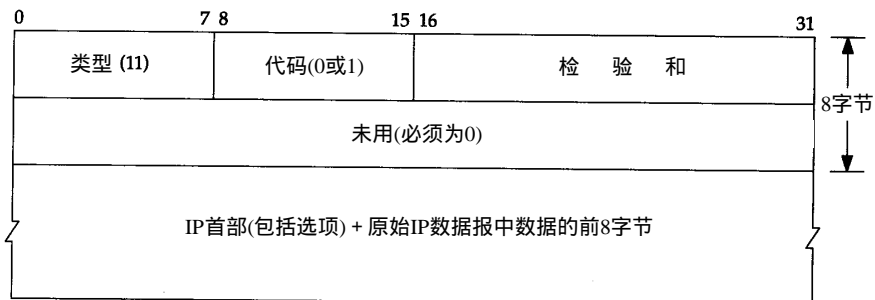 0 7 8 15 16 31
类型 (11) 代码(0或1) 检 验 和
8字节
未用(必须为0)
IP首部(包括选项) + 原始IP数据报中数据的前8字节